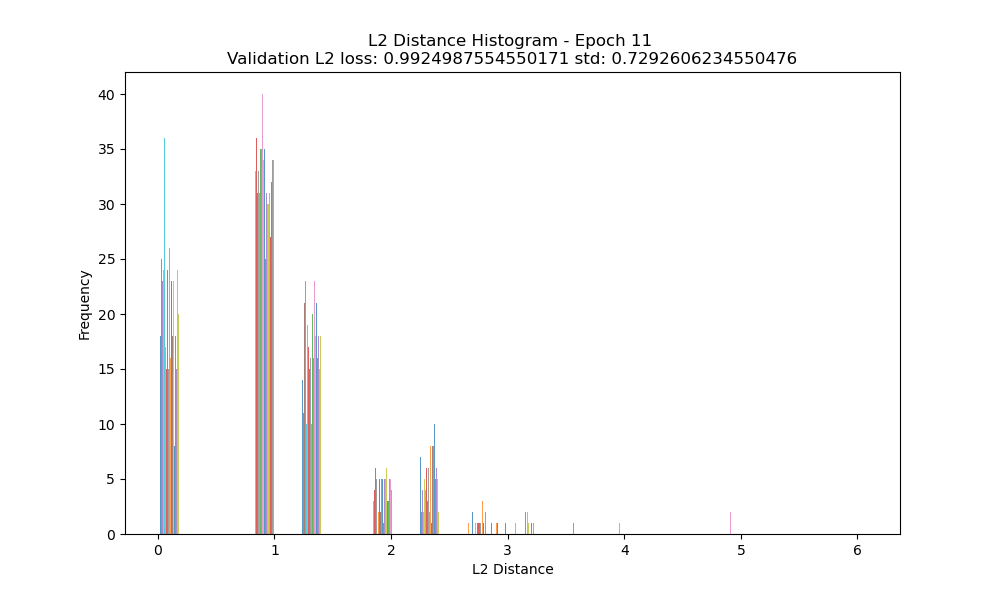 L2 Distance Histogram - Epoch 11
Validation L2 loss: 0.9924987554550171 std: 0.7292606234550476
40
35
30
25
20
15
10
5
0
Frequency
0 1 2 3 4 5 6
L2 Distance